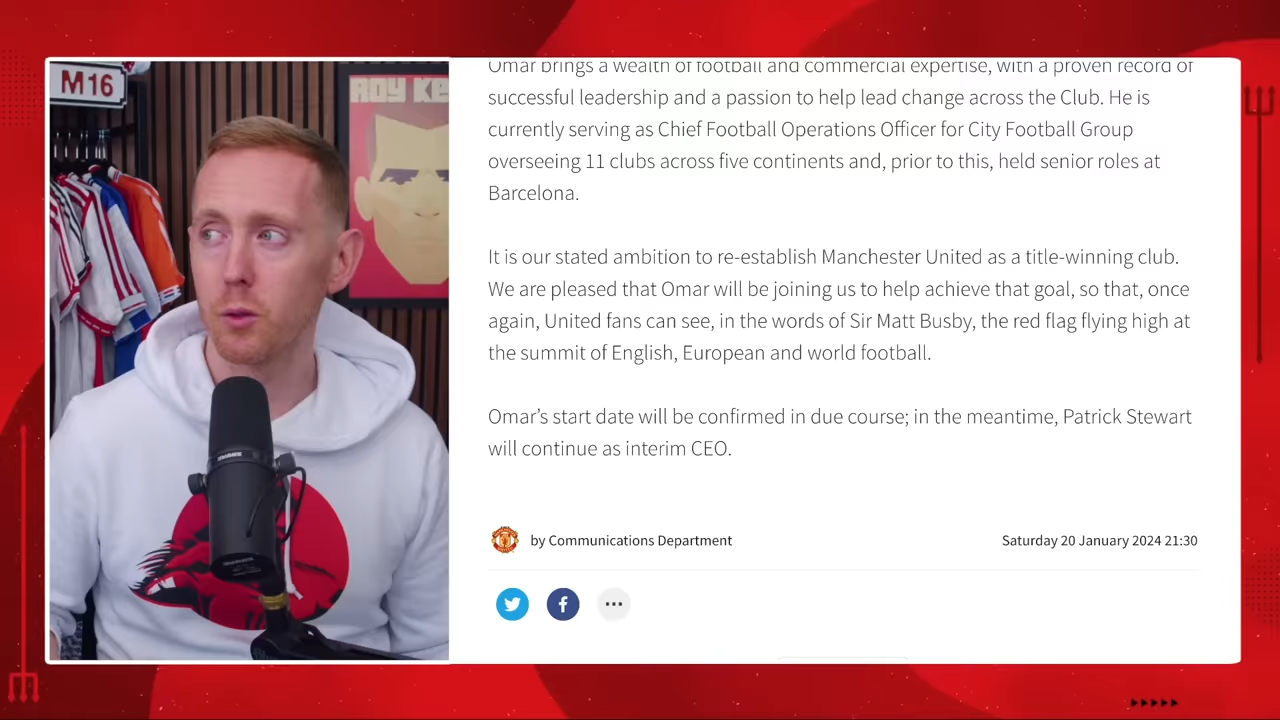 M16
ROY KE
Omar brings a wealth of football and commercial expertise, with a proven record of
successful leadership and a passion to help lead change across the Club. He is
currently serving as Chief Football Operations Officer for City Football Group
overseeing 11 clubs across five continents and, prior to this, held senior roles at
Barcelona.
It is our stated ambition to re-establish Manchester United as a title-winning club.
We are pleased that Omar will be joining us to help achieve that goal, so that, once
again, United fans can see, in the words of Sir Matt Busby, the red flag flying high at
the summit of English, European and world football.
Omar’s start date will be confirmed in due course; in the meantime, Patrick Stewart
will continue as interim CEO.
by Communications Department
Saturday 20 January 2024 21:30